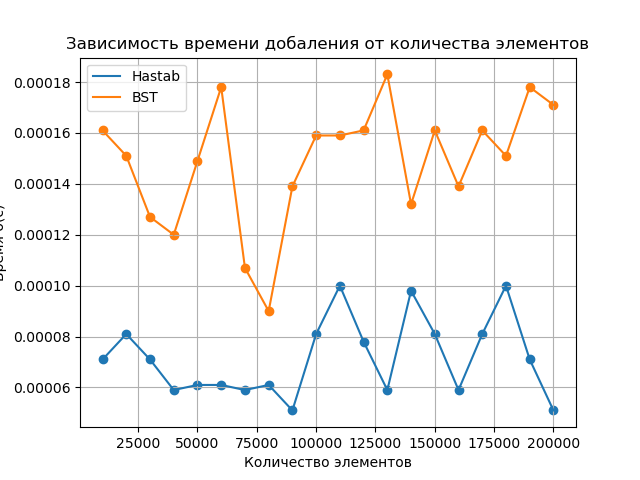 Зависимость времени добаления от количества элементов
Hastab
BST
0.00018
0.00016
0.00014
0.00012
0.00010
0.00008
0.00006
25000 50000 75000 100000 125000 150000 175000 200000
Количество элементов